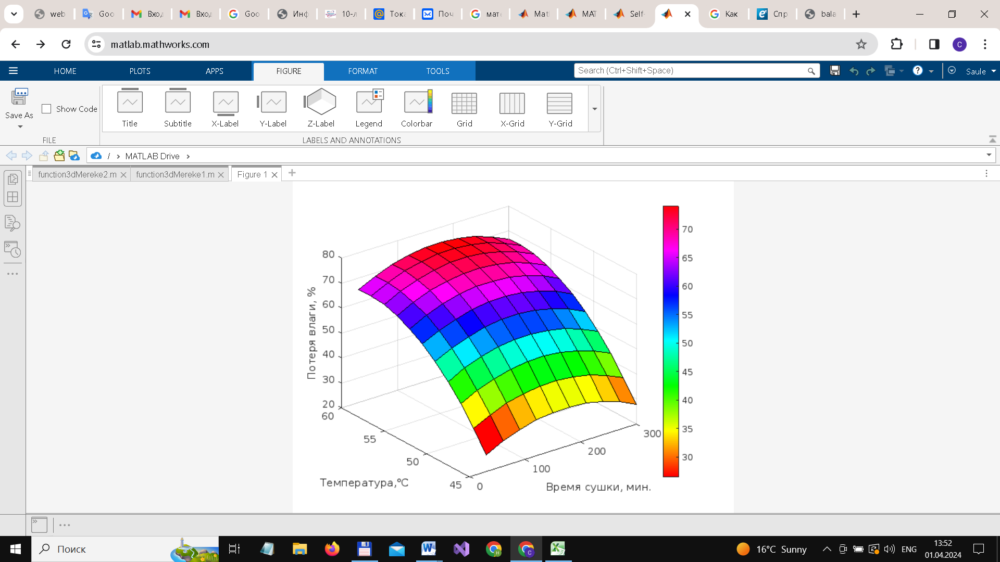 web Goo Вход Вход Goo Инф 10-л Тока Поч мате Matl MAT Self- Как Спр bala
matlab.mathworks.com
C
HOME PLOTS APPS FIGURE FORMAT TOOLS Search (Ctrl+Shift+Space) ? Saule
Save As Show Code
Title Subtitle X-Label Y-Label Z-Label Legend Colorbar Grid X-Grid Y-Grid
FILE LABELS AND ANNOTATIONS
/ › MATLAB Drive ›
function3dMereke2.m function3dMereke1.m Figure 1
Потеря влаги, %
80
70
60
50
40
30
20
60
55
50
45
Температура,°C
0
100
200
300
Время сушки, мин.
70
65
60
55
50
45
40
35
30
Поиск
16°C Sunny
ENG
13:52
01.04.2024